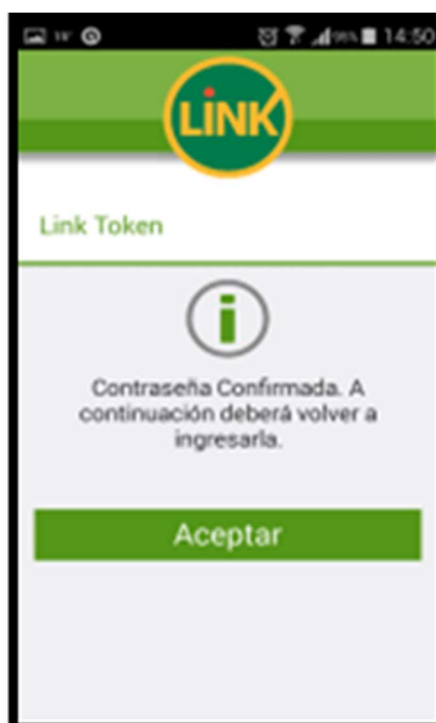 14:50
LiNK
Link Token
Contraseña Confirmada. A
continuación deberá volver a
ingresarla.
Aceptar